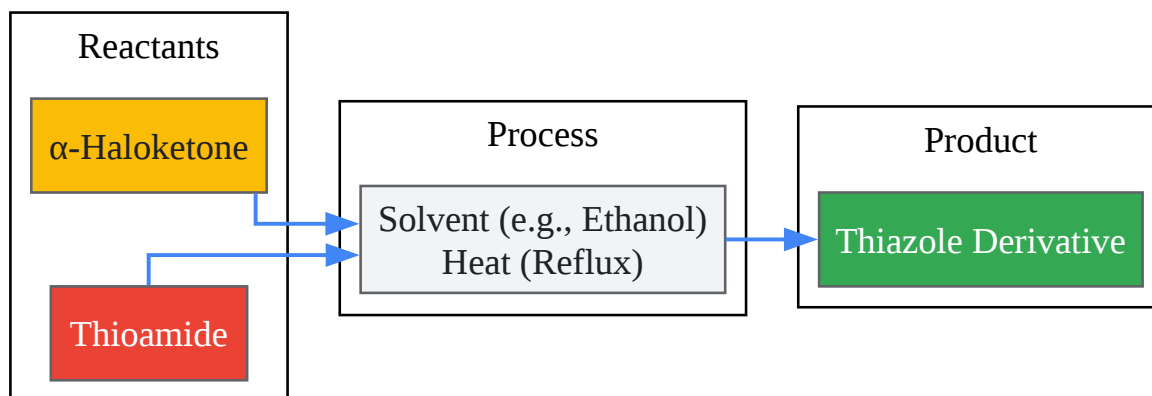 Reactants
α-Haloketone
Thioamide
Process
Solvent (e.g., Ethanol)
Heat (Reflux)
Product
Thiazole Derivative